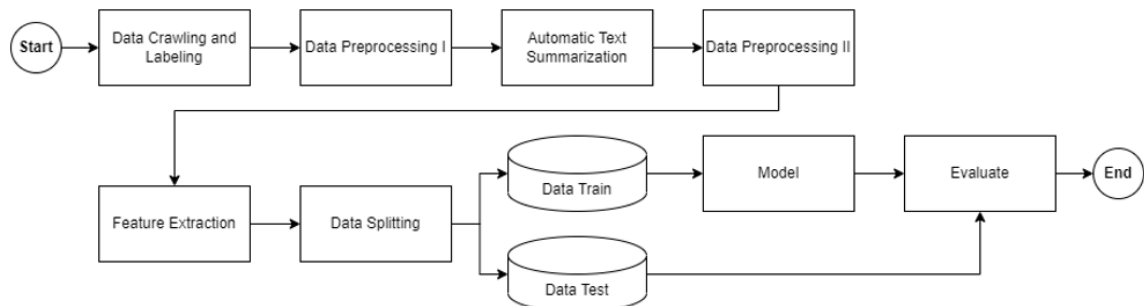 Start
Data Crawling and
Labeling
Data Preprocessing I
Automatic Text
Summarization
Data Preprocessing II
Feature Extraction
Data Splitting
Data Train
Model
Evaluate
End
Data Test